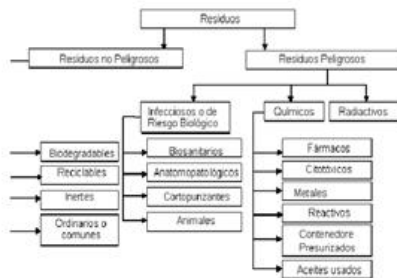 Residuos
Residuos no Peligrosos
Residuos Peligrosos
Infecciosos o de
Riesgo Biológico
Químicos
Radiactivos
Biodegradables
Reciclables
Inertes
Ordinarios o
comunes
Biosanitarios
Anatomopatológicos
Cortopunzantes
Animales
Fármacos
Citotóxicos
Metales
Reactivos
Contenedore
Presurizados
Aceites usados